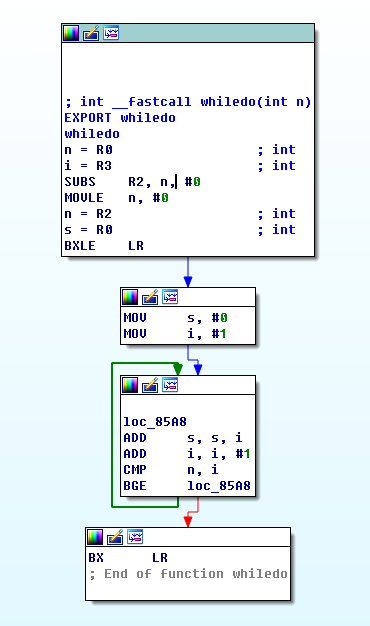 ; int __fastcall whiledo(int n)
EXPORT whiledo
whiledo
n = R0 ; int
i = R3 ; int
SUBS R2, n, #0
MOVLE n, #0
n = R2 ; int
s = R0 ; int
BXLE LR
MOV s, #0
MOV i, #1
loc_85A8
ADD s, s, i
ADD i, i, #1
CMP n, i
BGE loc_85A8
BX LR
; End of function whiledo